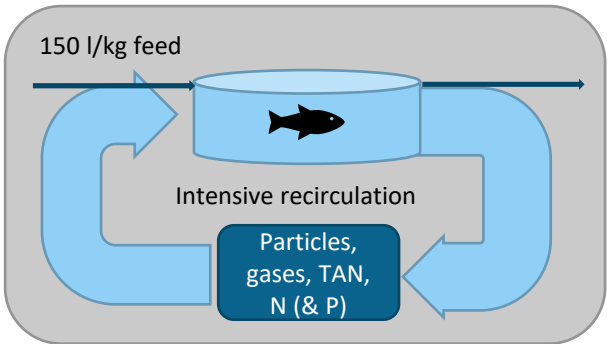 150 l/kg feed
Intensive recirculation
Particles,
gases, TAN,
N (& P)